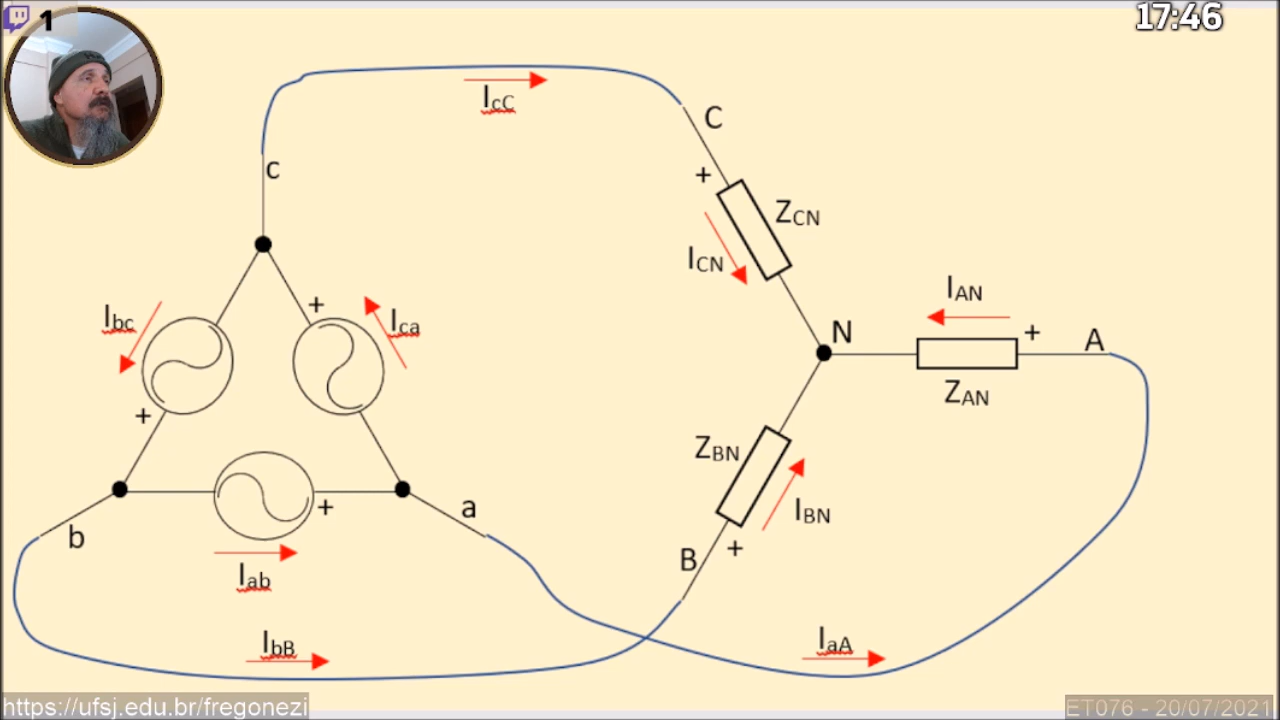 1
17:46
IcC
C
c
+
ZCN
ICN
IAN
Ibc
+
Ica
N
+
A
ZAN
+
ZBN
a
+
IBN
b
B
+
Iab
IbB
IaA
https://ufsj.edu.br/fregonezi
ET076 - 20/07/2021